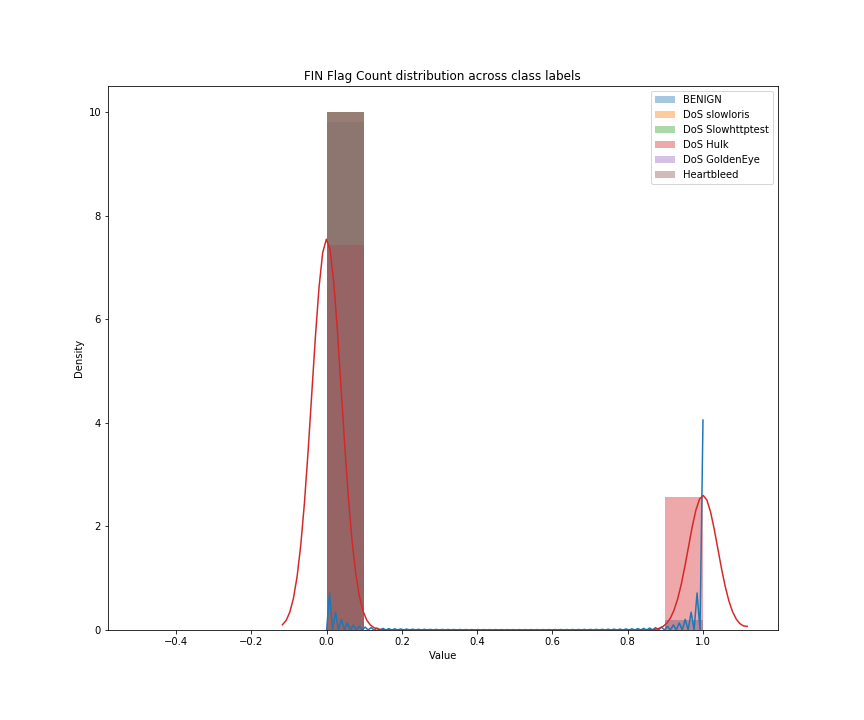 FIN Flag Count distribution across class labels
BENIGN
DoS slowloris
DoS Slowhttptest
DoS Hulk
DoS GoldenEye
Heartbleed
Density
10
8
6
4
2
0
−0.4
−0.2
0.0
0.2
0.4
0.6
0.8
1.0
Value